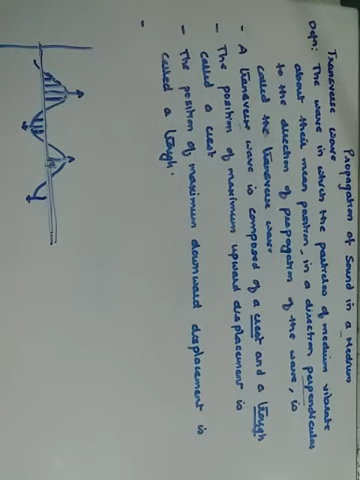 Propagation of Sound in a Medium
Transverse wave
Defn: The wave in which the particles of medium vibrate
about their mean position, in a direction perpendicular
to the direction of propagation of the wave, is
called the transverse wave
- A transverse wave is composed of a crest and a trough
- The position of maximum upward displacement is
called a crest
- The position of maximum downward displacement is
called a trough.
-